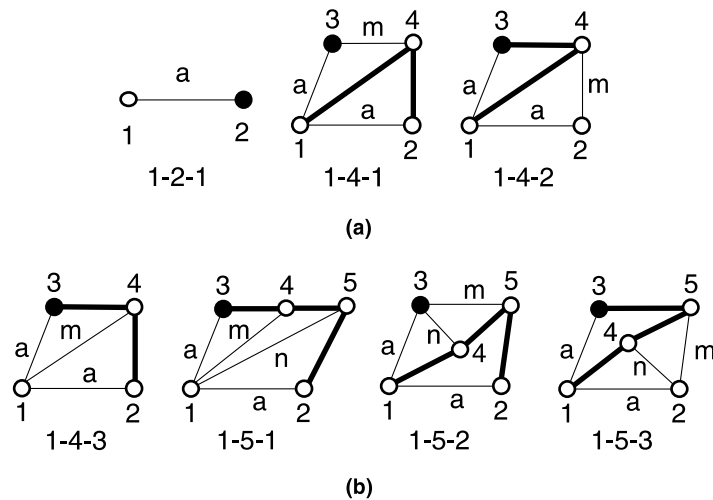 3 m 4
a
a
1 2
1-2-1
a
1 2
1-4-1
3 4
a m
a
1 2
1-4-2
(a)
3 4
m
a
a
1 2
1-4-3
3 4 5
m
a n
a
1 2
1-5-1
3 5
m
n
a 4
a
1 2
1-5-2
3 5
4
a m
n
a
1 2
1-5-3
(b)